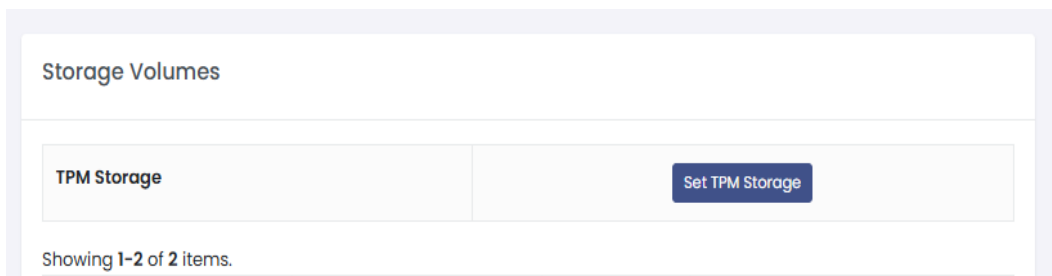 Storage Volumes
TPM Storage
Set TPM Storage
Showing 1-2 of 2 items.